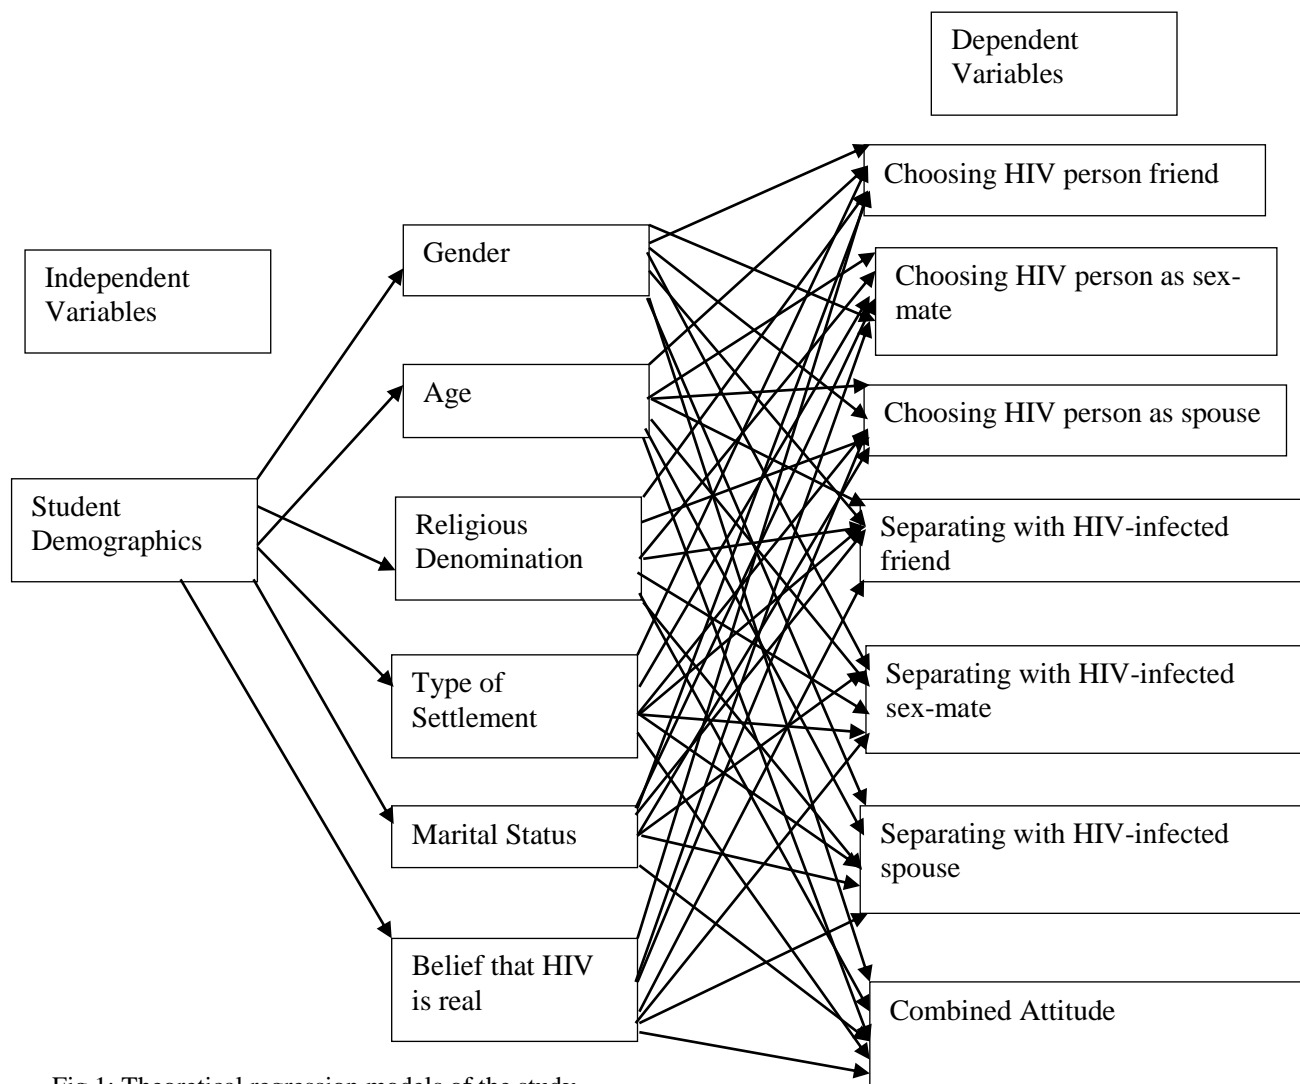 Dependent
Variables
Choosing HIV person friend
Gender
Independent
Variables
Choosing HIV person as sex-
mate
Age
Choosing HIV person as spouse
Student
Demographics
Religious
Denomination
Separating with HIV-infected
friend
Type of
Settlement
Separating with HIV-infected
sex-mate
Marital Status
Separating with HIV-infected
spouse
Belief that HIV
is real
Combined Attitude
Fig 1: Theoretical regression models of the study